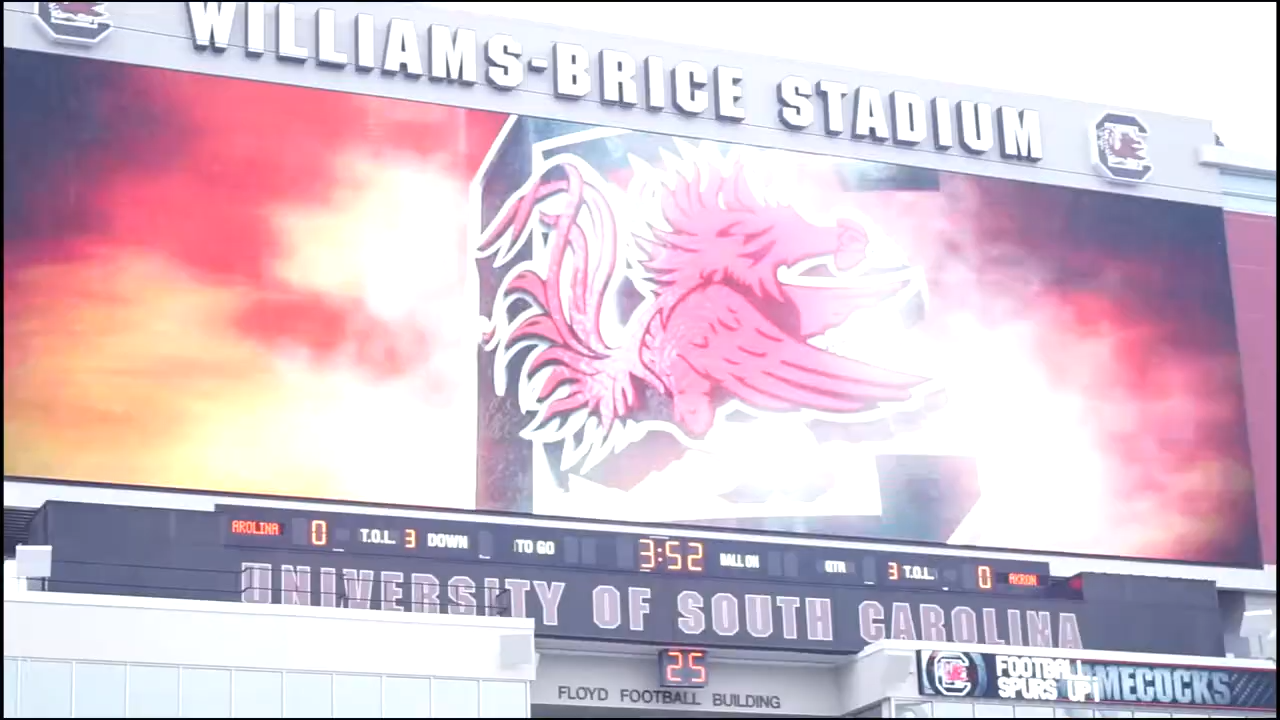 WILLIAMS-BRICE STADIUM
AROLINA 0 T.O.L. 3 DOWN TO GO 3:52 BALL ON QTR 3 T.O.L. 0 AKRON
UNIVERSITY OF SOUTH CAROLINA
25
FLOYD FOOTBALL BUILDING
FOOTBALL
SPURS UP!
MECOCKS